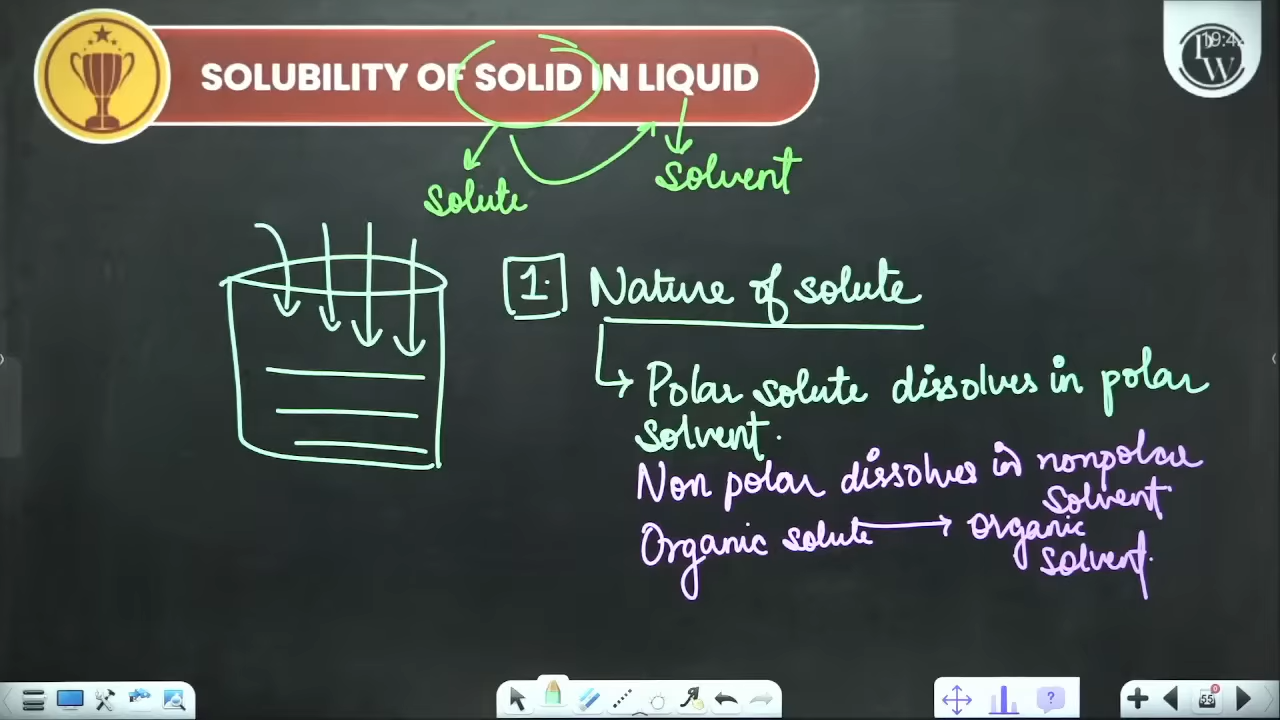 SOLUBILITY OF SOLID IN LIQUID
solute
solvent
1. Nature of solute
Polar solute dissolves in polar
solvent.
Non polar dissolves in nonpolar
solvent
Organic solute → Organic
solvent.
W
55